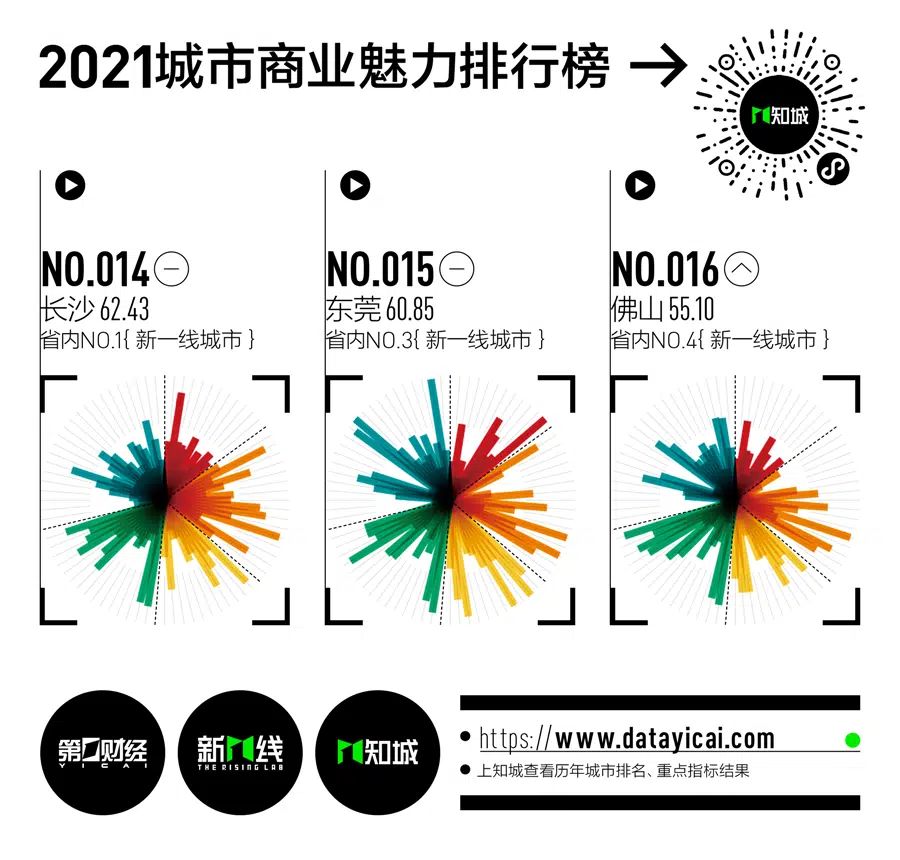 2021城市商业魅力排行榜
知城
NO.014
长沙 62.43
省内NO.1{ 新一线城市 }
NO.015
东莞 60.85
省内NO.3{ 新一线城市 }
NO.016
佛山 55.10
省内NO.4{ 新一线城市 }
第一财经
YICAI
新一线
THE RISING LAB
知城
https://www.datayicai.com
上知城查看历年城市排名、重点指标结果